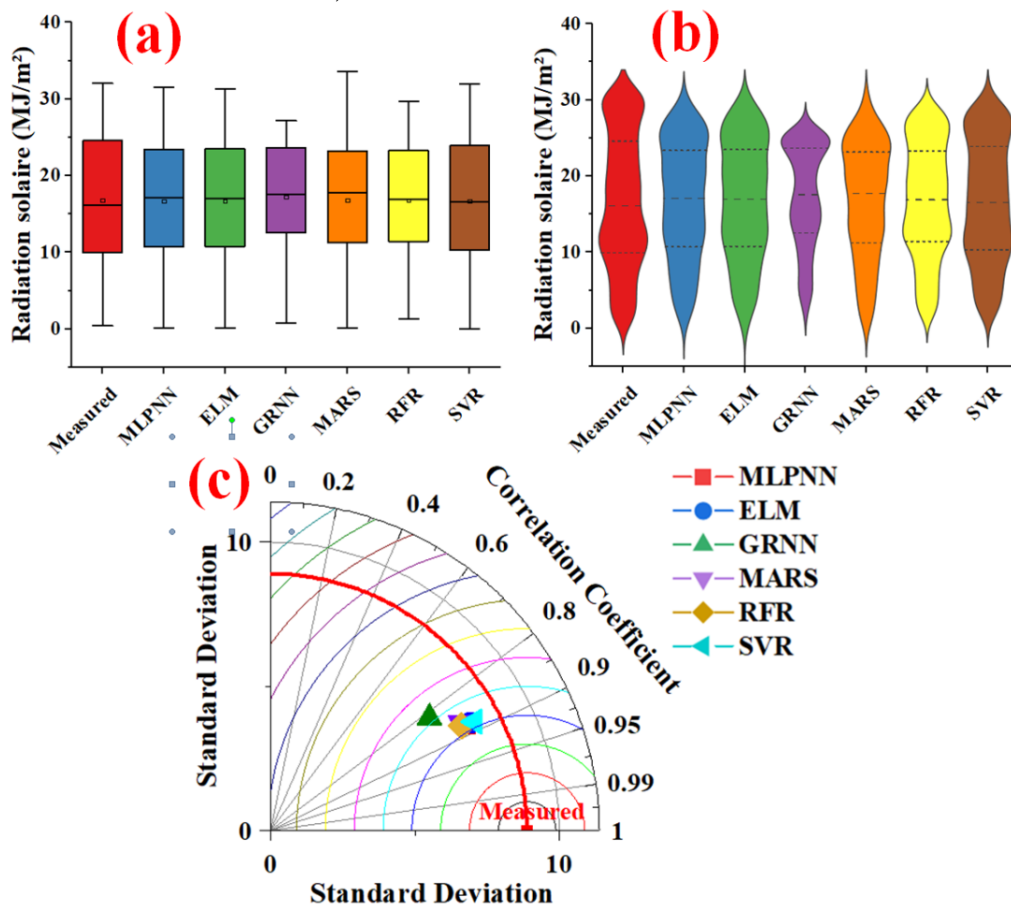 (a)
Radiation solaire (MJ/m²)
40
30
20
10
0
Measured
MLPNN
ELM
GRNN
MARS
RFR
SVR
(b)
Radiation solaire (MJ/m²)
40
30
20
10
0
Measured
MLPNN
ELM
GRNN
MARS
RFR
SVR
(c)
Standard Deviation
10
0
0
10
Standard Deviation
0
0.2
0.4
0.6
0.8
0.9
0.95
0.99
1
Correlation Coefficient
Measured
MLPNN
ELM
GRNN
MARS
RFR
SVR